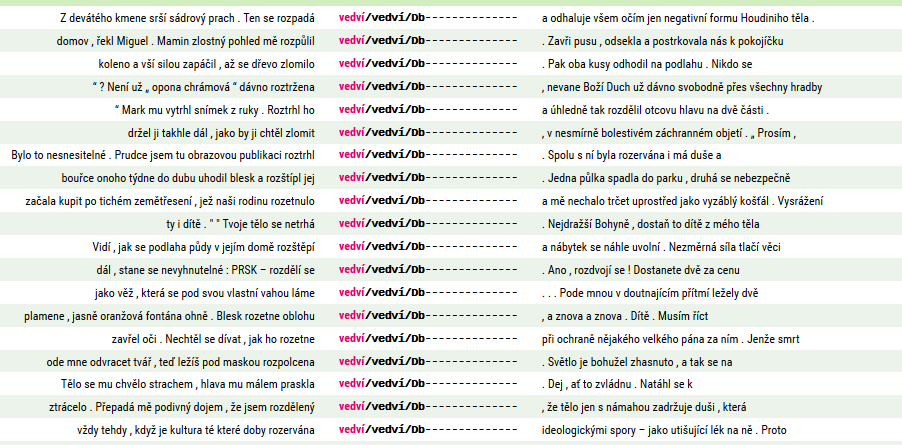 Z devátého kmene srší sádrový prach . Ten se rozpadá vedví/vedví/Db-------------- a odhaluje všem očím jen negativní formu Houdiniho těla .
domov , řekl Miguel . Mamin zlostný pohled mě rozpůlil vedví/vedví/Db-------------- . Zavři pusu , odsekla a postrkovala nás k pokojíčku
koleno a vší silou zapáčil , až se dřevo zlomilo vedví/vedví/Db-------------- . Pak oba kusy odhodil na podlahu . Nikdo se
“ ? Není už „ opona chrámová “ dávno roztržena vedví/vedví/Db-------------- , nevane Boží Duch už dávno svobodně přes všechny hradby
“ Mark mu vytrhl snímek z ruky . Roztrhl ho vedví/vedví/Db-------------- a úhledně tak rozdělil otcovu hlavu na dvě části .
držel ji takhle dál , jako by ji chtěl zlomit vedví/vedví/Db-------------- , v nesmírně bolestivém záchranném objetí . „ Prosím ,
Bylo to nesnesitelné . Prudce jsem tu obrazovou publikaci roztrhl vedví/vedví/Db-------------- . Spolu s ní byla rozervána i má duše a
bouřce onoho týdne do dubu uhodil blesk a rozštípl jej vedví/vedví/Db-------------- . Jedna půlka spadla do parku , druhá se nebezpečně
začala kupit po tichém zemětřesení , jež naši rodinu rozetnulo vedví/vedví/Db-------------- a mě nechalo trčet uprostřed jako vyzáblý košťál . Vysrážení
ty i dítě . " " Tvoje tělo se netrhá vedví/vedví/Db-------------- . Nejdražší Bohyně , dostaň to dítě z mého těla
Vidí , jak se podlaha půdy v jejím domě rozštěpí vedví/vedví/Db-------------- a nábytek se náhle uvolní . Nezměrná síla tlačí věci
dál , stane se nevyhnutelné : PRSK – rozdělí se vedví/vedví/Db-------------- . Ano , rozdvojí se ! Dostanete dvě za cenu
jako věž , která se pod svou vlastní vahou láme vedví/vedví/Db-------------- . . . Pode mnou v doutnajícím přítmí ležely dvě
plamene , jasně oranžová fontána ohně . Blesk rozetne oblohu vedví/vedví/Db-------------- , a znova a znova . Dítě . Musím říct
zavřel oči . Nechtěl se dívat , jak ho rozetne vedví/vedví/Db-------------- při ochraně nějakého velkého pána za ním . Jenže smrt
ode mne odvracet tvář , teď ležíš pod maskou rozpolcena vedví/vedví/Db-------------- . Světlo je bohužel zhasnuto , a tak se na
Tělo se mu chvělo strachem , hlava mu málem praskla vedví/vedví/Db-------------- . Dej , ať to zvládnu . Natáhl se k
ztrácelo . Přepadá mě podivný dojem , že jsem rozdělený vedví/vedví/Db-------------- , že tělo jen s námahou zadržuje duši , která
vždy tehdy , když je kultura té které doby rozervána vedví/vedví/Db-------------- ideologickými spory – jako utišující lék na ně . Proto